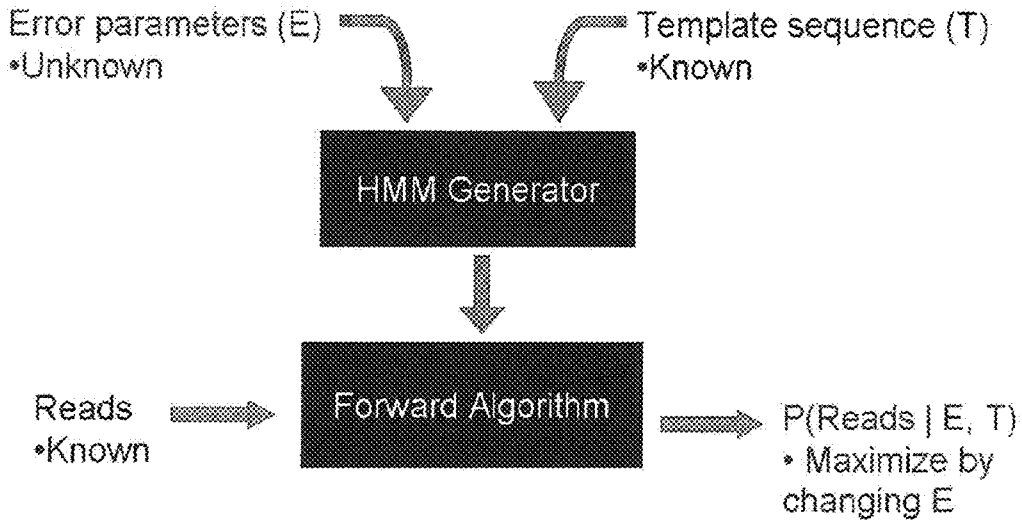 Error parameters (E)
•Unknown
Template sequence (T)
•Known
HMM Generator
Forward Algorithm
Reads
•Known
P(Reads | E, T)
• Maximize by
changing E